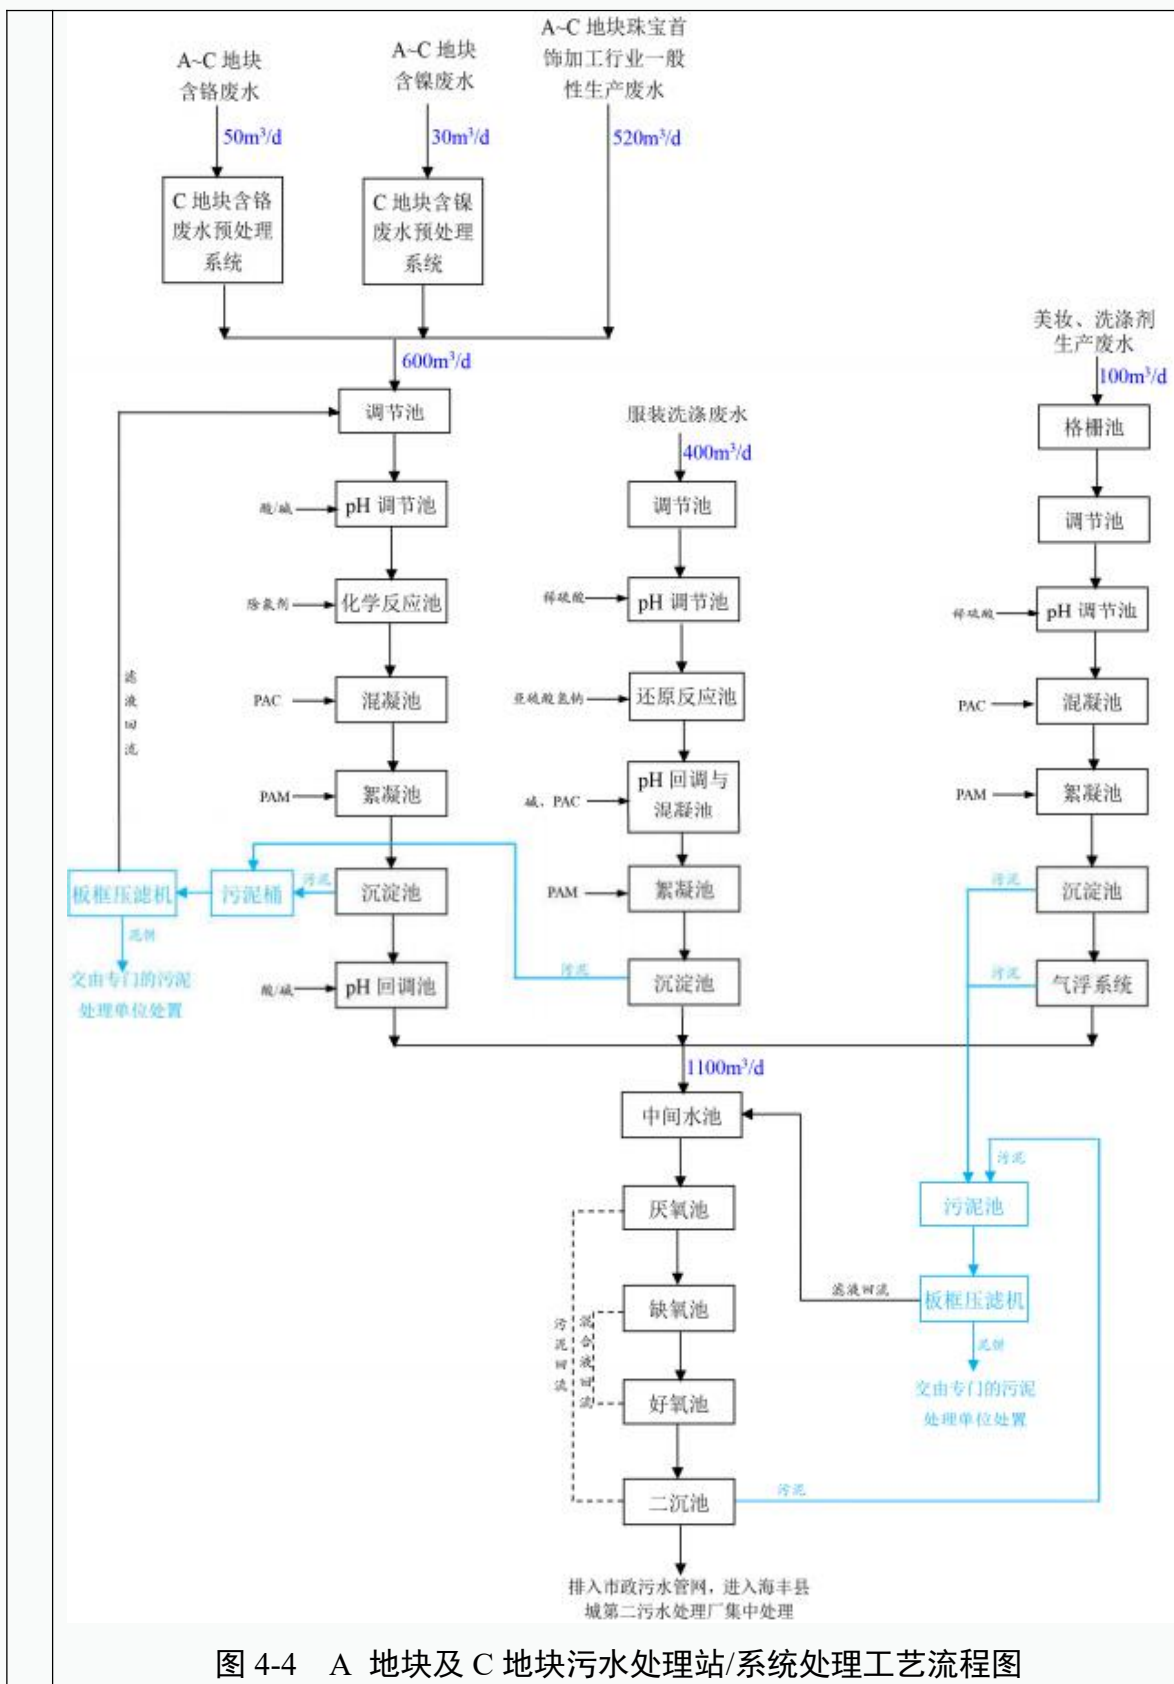 A~C 地块
含铬废水
A~C 地块
含镍废水
A~C 地块珠宝首
饰加工行业一般
性生产废水
50m³/d
30m³/d
520m³/d
C 地块含铬
废水预处理
系统
C 地块含镍
废水预处理
系统
600m³/d
调节池
酸/碱
pH 调节池
除氟剂
化学反应池
PAC
混凝池
PAM
絮凝池
沉淀池
污泥
污泥桶
板框压滤机
滤液回流
泥饼
交由专门的污泥
处理单位处置
酸/碱
pH 回调池
服装洗涤废水
400m³/d
调节池
稀硫酸
pH 调节池
亚硫酸氢钠
还原反应池
碱、PAC
pH 回调与
混凝池
PAM
絮凝池
污泥
沉淀池
美妆、洗涤剂
生产废水
100m³/d
格栅池
调节池
稀硫酸
pH 调节池
PAC
混凝池
PAM
絮凝池
污泥
沉淀池
污泥
气浮系统
1100m³/d
中间水池
厌氧池
缺氧池
好氧池
二沉池
污泥回流
混合液回流
污泥
污泥
污泥池
滤液回流
板框压滤机
泥饼
交由专门的污泥
处理单位处置
排入市政污水管网，进入海丰县
城第二污水处理厂集中处理
图 4-4 A 地块及 C 地块污水处理站/系统处理工艺流程图